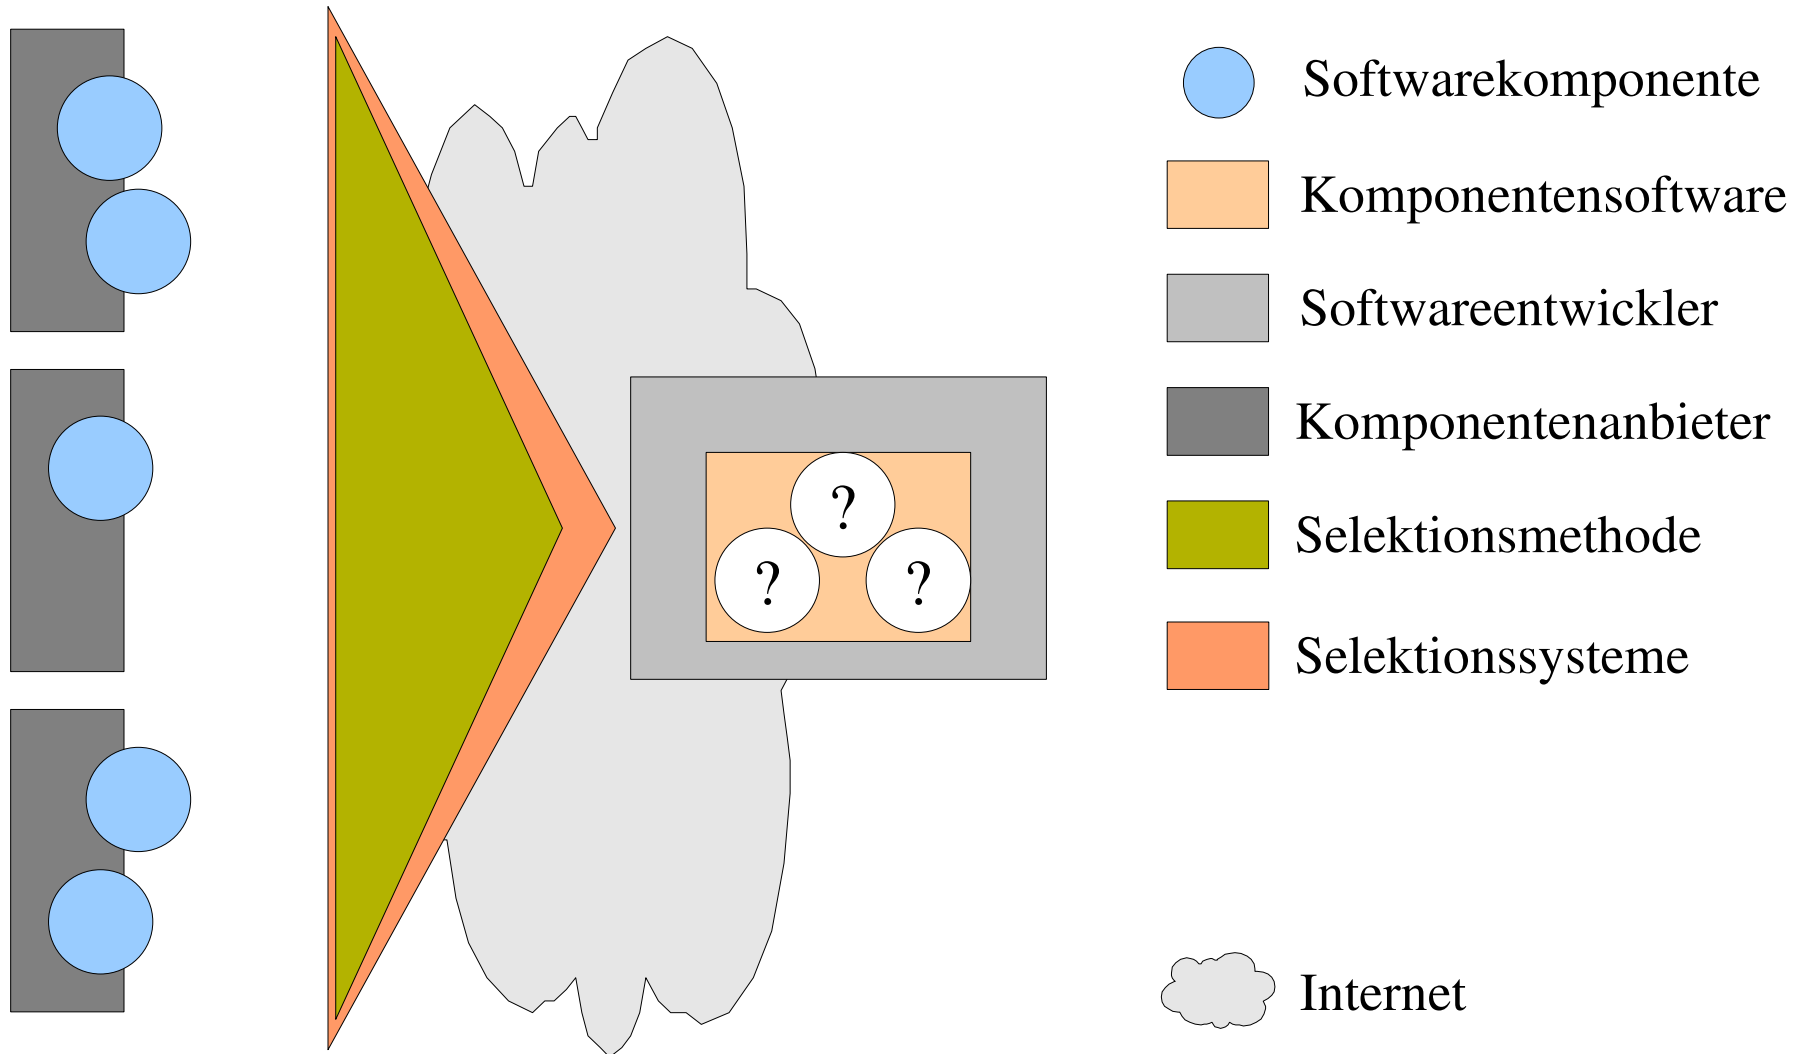 Softwarekomponente
Komponentensoftware
Softwareentwickler
Komponentenanbieter
?
? ?
Selektionsmethode
Selektionssysteme
Internet